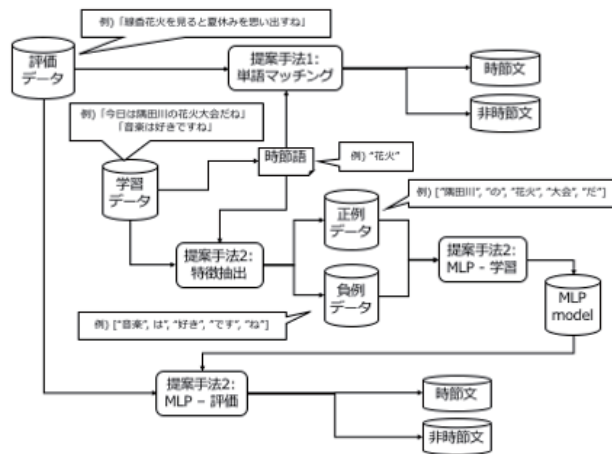 例)「線香花火を見ると夏休みを思い出すね」
評価
データ
提案手法1:
単語マッチング
時節文
非時節文
例)「今日は隅田川の花火大会だね」
「音楽は好きですね」
時節語
例) “花火”
学習
データ
例) [“隅田川”, “の”, “花火”, “大会”, “だ”]
正例
データ
提案手法2:
特徴抽出
提案手法2:
MLP - 学習
負例
データ
MLP
model
例) [“音楽”, は”, “好き”, “です”, “ね”]
提案手法2:
MLP – 評価
時節文
非時節文